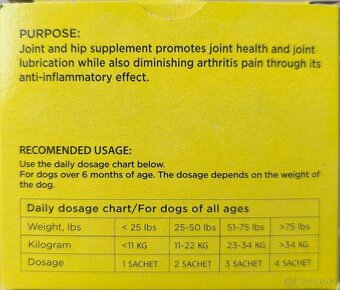 PURPOSE:
Joint and hip supplement promotes joint health and joint
lubrication while also diminishing arthritis pain through its
anti-inflammatory effect.
RECOMENDED USAGE:
Use the daily dosage chart below.
For dogs over 6 months of age. The dosage depends on the weight of
the dog.
Daily dosage chart/For dogs of all ages
Weight, lbs < 25 lbs 25-50 lbs 51-75 lbs >75 lbs
Kilogram <11 KG 11-22 KG 23-34 KG >34 KG
Dosage 1 SACHET 2 SACHET 3 SACHET 4 SACHET